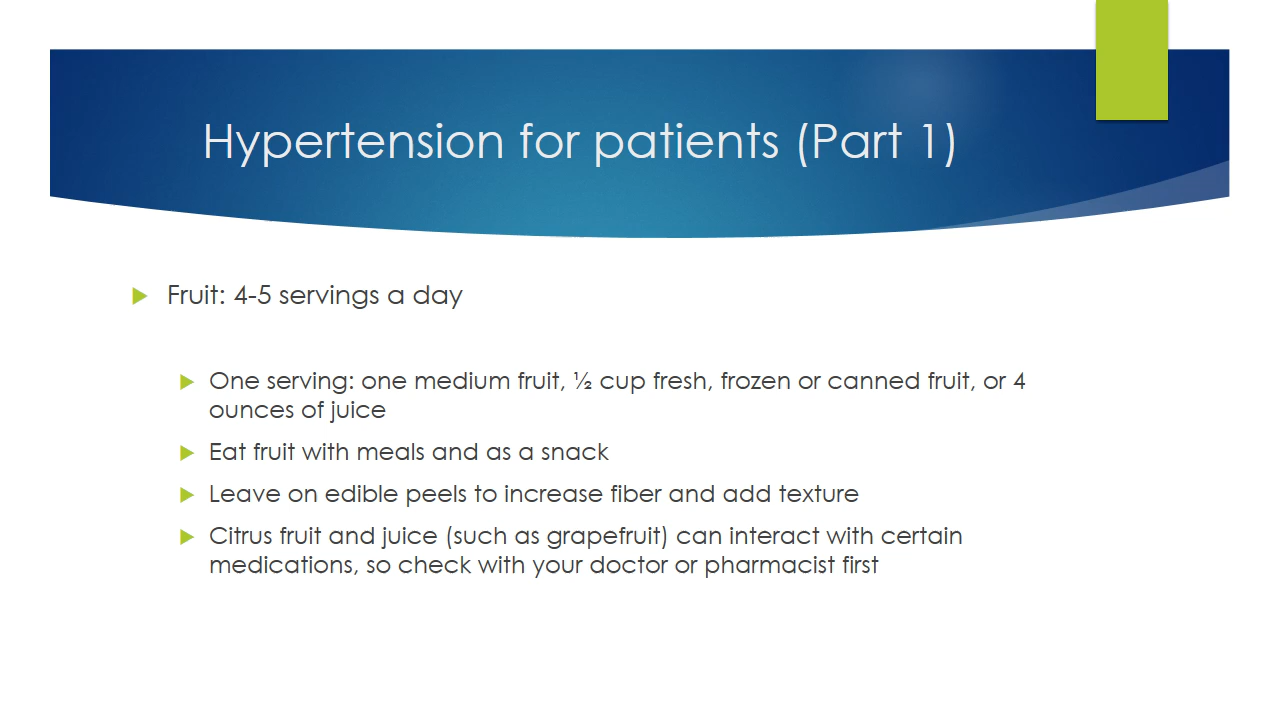 Hypertension for patients (Part 1)
Fruit: 4-5 servings a day
One serving: one medium fruit, ½ cup fresh, frozen or canned fruit, or 4
ounces of juice
Eat fruit with meals and as a snack
Leave on edible peels to increase fiber and add texture
Citrus fruit and juice (such as grapefruit) can interact with certain
medications, so check with your doctor or pharmacist first